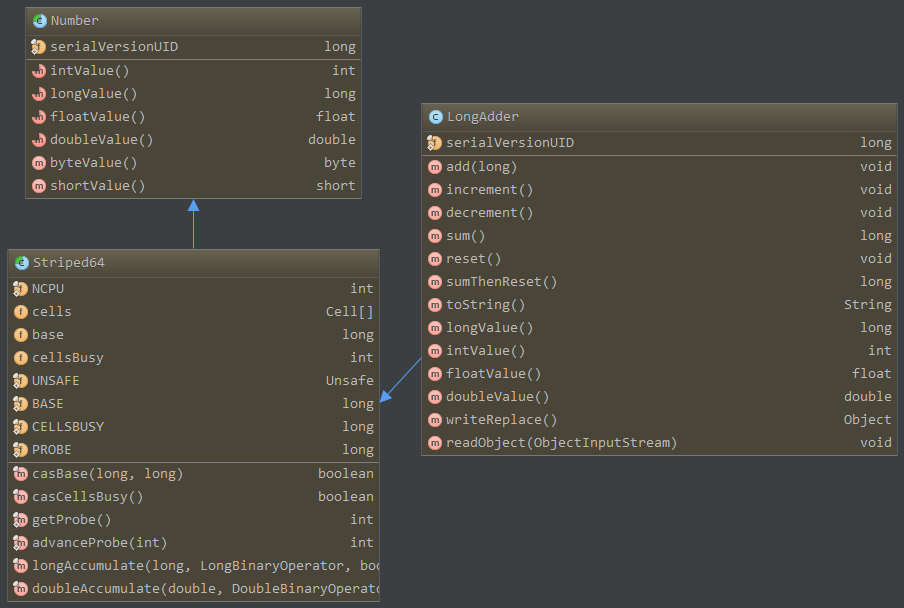 Number
serialVersionUID long
intValue() int
longValue() long
floatValue() float
doubleValue() double
byteValue() byte
shortValue() short
Striped64
NCPU int
cells Cell[]
base long
cellsBusy int
UNSAFE Unsafe
BASE long
CELLSBUSY long
PROBE long
casBase(long, long) boolean
casCellsBusy() boolean
getProbe() int
advanceProbe(int) int
longAccumulate(long, LongBinaryOperator, boo
doubleAccumulate(double, DoubleBinaryOperato
LongAdder
serialVersionUID long
add(long) void
increment() void
decrement() void
sum() long
reset() void
sumThenReset() long
toString() String
longValue() long
intValue() int
floatValue() float
doubleValue() double
writeReplace() Object
readObject(ObjectInputStream) void